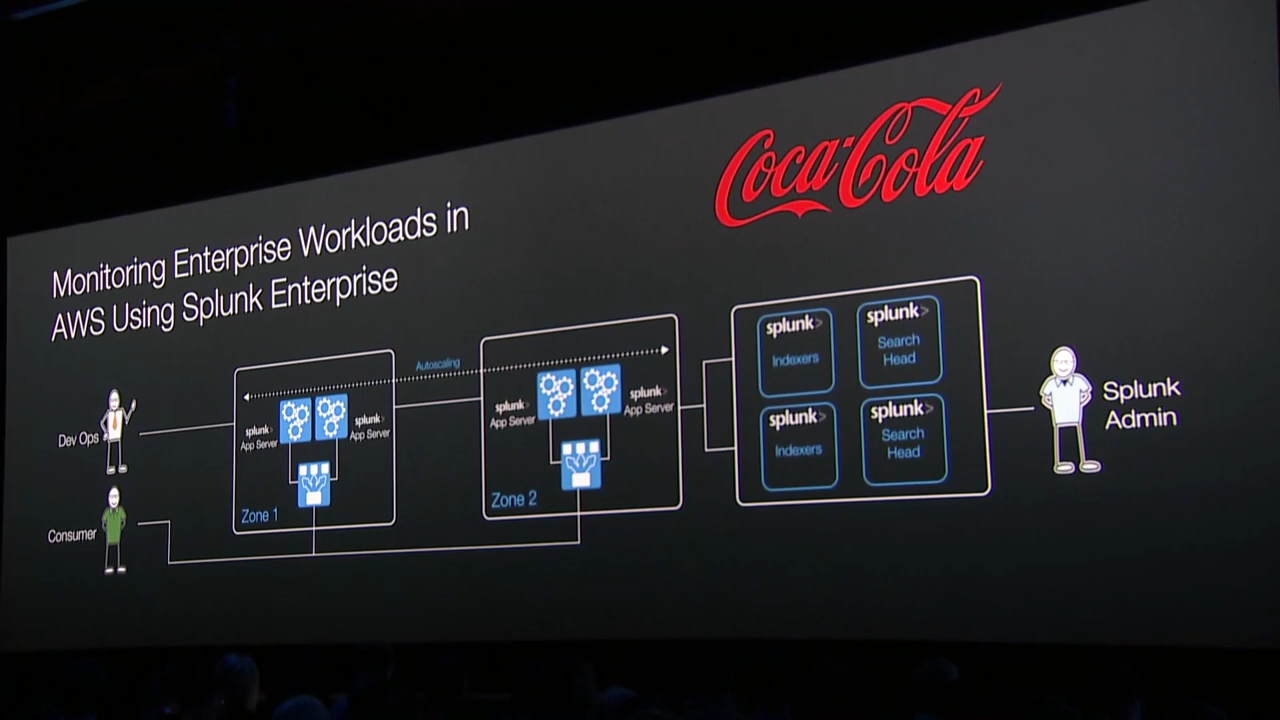 Coca-Cola
Monitoring Enterprise Workloads in
AWS Using Splunk Enterprise
Autoscaling
Dev Ops
Consumer
splunk>
App Server
splunk>
App Server
Zone 1
splunk>
App Server
splunk>
App Server
Zone 2
splunk>
Indexers
splunk>
Search
Head
splunk>
Indexers
splunk>
Search
Head
Splunk
Admin